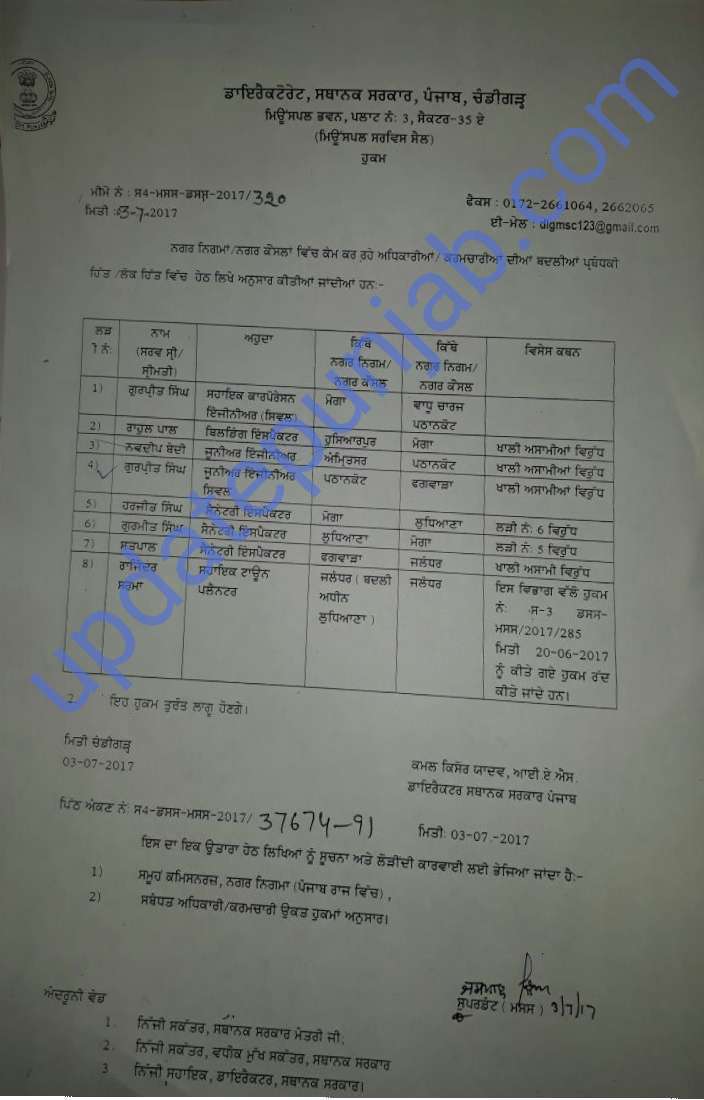 ਡਾਇਰੈਕਟੋਰੇਟ, ਸਥਾਨਕ ਸਰਕਾਰ, ਪੰਜਾਬ, ਚੰਡੀਗੜ੍ਹ
ਮਿਊਂਸਪਲ ਭਵਨ, ਪਲਾਟ ਨੰ: 3, ਸੈਕਟਰ-35 ਏ
(ਮਿਊਂਸਪਲ ਸਰਵਿਸ ਸੈਲ)
ਹੁਕਮ
ਮੀਮੋ ਨੰ : ਸ4-ਮਸਸ-ਡਸਸ-2017/320
ਮਿਤੀ :3-7-2017
ਫੈਕਸ : 0172-2661064, 2662065
ਈ-ਮੇਲ : dlgmsc123@gmail.com
ਨਗਰ ਨਿਗਮਾਂ/ਨਗਰ ਕੌਂਸਲਾਂ ਵਿੱਚ ਕੰਮ ਕਰ ਰਹੇ ਅਧਿਕਾਰੀਆਂ/ ਕਰਮਚਾਰੀਆਂ ਦੀਆਂ ਬਦਲੀਆਂ ਪ੍ਰਬੰਧਕੀ
ਹਿੱਤ /ਲੋਕ ਹਿੱਤ ਵਿੱਚ ਹੇਠ ਲਿਖੇ ਅਨੁਸਾਰ ਕੀਤੀਆਂ ਜਾਂਦੀਆਂ ਹਨ:-
ਲੜੀ ਨੰ: ਨਾਮ (ਸਰਵ ਸ਼੍ਰੀ/ ਸ਼੍ਰੀਮਤੀ) ਅਹੁਦਾ ਕਿੱਥੋਂ ਨਗਰ ਨਿਗਮ/ ਨਗਰ ਕੌਂਸਲ ਕਿੱਥੇ ਨਗਰ ਨਿਗਮ/ ਨਗਰ ਕੌਂਸਲ ਵਿਸ਼ੇਸ ਕਥਨ
1) ਗੁਰਪ੍ਰੀਤ ਸਿੰਘ ਸਹਾਇਕ ਕਾਰਪੋਰੇਸ਼ਨ ਇੰਜੀਨੀਅਰ (ਸਿਵਲ) ਮੋਗਾ ਵਾਧੂ ਚਾਰਜ ਪਠਾਨਕੋਟ
2) ਰਾਹੁਲ ਪਾਲ ਬਿਲਡਿੰਗ ਇੰਸਪੈਕਟਰ ਹੁਸਿਆਰਪੁਰ ਮੋਗਾ ਖਾਲੀ ਅਸਾਮੀਆਂ ਵਿਰੁੱਧ
3) ਨਵਦੀਪ ਬੇਦੀ ਜੂਨੀਅਰ ਇੰਜੀਨੀਅਰ ਅੰਮ੍ਰਿਤਸਰ ਪਠਾਨਕੋਟ ਖਾਲੀ ਅਸਾਮੀਆਂ ਵਿਰੁੱਧ
4) ਗੁਰਪ੍ਰੀਤ ਸਿੰਘ ਜੂਨੀਅਰ ਇੰਜੀਨੀਅਰ ਸਿਵਲ ਪਠਾਨਕੋਟ ਫਗਵਾੜਾ ਖਾਲੀ ਅਸਾਮੀਆਂ ਵਿਰੁੱਧ
5) ਹਰਜੀਤ ਸਿੰਘ ਸੈਨੇਟਰੀ ਇੰਸਪੈਕਟਰ ਮੋਗਾ ਲੁਧਿਆਣਾ ਲੜੀ ਨੰ: 6 ਵਿਰੁੱਧ
6) ਗੁਰਮੀਤ ਸਿੰਘ ਸੈਨੇਟਰੀ ਇੰਸਪੈਕਟਰ ਲੁਧਿਆਣਾ ਮੋਗਾ ਲੜੀ ਨੰ: 5 ਵਿਰੁੱਧ
7) ਸਤਪਾਲ ਸੈਨੇਟਰੀ ਇੰਸਪੈਕਟਰ ਫਗਵਾੜਾ ਜਲੰਧਰ ਖਾਲੀ ਅਸਾਮੀ ਵਿਰੁੱਧ
8) ਰਾਜਿੰਦਰ ਸ਼ਰਮਾ ਸਹਾਇਕ ਟਾਊਨ ਪਲੈਨਰ ਜਲੰਧਰ ( ਬਦਲੀ ਅਧੀਨ ਲੁਧਿਆਣਾ ) ਜਲੰਧਰ ਇਸ ਵਿਭਾਗ ਵੱਲੋਂ ਹੁਕਮ
ਨੰ: ਸ-3 ਡਸਸ-
ਮਸਸ/2017/285
ਮਿਤੀ 20-06-2017
ਨੂੰ ਕੀਤੇ ਗਏ ਹੁਕਮ ਰੱਦ
ਕੀਤੇ ਜਾਂਦੇ ਹਨ।
2. ਇਹ ਹੁਕਮ ਤੁਰੰਤ ਲਾਗੂ ਹੋਣਗੇ।
ਮਿਤੀ ਚੰਡੀਗੜ੍ਹ
03-07-2017
ਕਮਲ ਕਿਸ਼ੋਰ ਯਾਦਵ, ਆਈ.ਏ.ਐਸ.
ਡਾਇਰੈਕਟਰ ਸਥਾਨਕ ਸਰਕਾਰ ਪੰਜਾਬ
ਪਿੱਠ ਅੰਕਣ ਨੰ: ਸ4-ਡਸਸ-ਮਸਸ-2017/ 37674-91 ਮਿਤੀ: 03-07.-2017
ਇਸ ਦਾ ਇਕ ਉਤਾਰਾ ਹੇਠ ਲਿਖਿਆਂ ਨੂੰ ਸੂਚਨਾ ਅਤੇ ਲੋੜੀਂਦੀ ਕਾਰਵਾਈ ਲਈ ਭੇਜਿਆ ਜਾਂਦਾ ਹੈ:-
1) ਸਮੂਹ ਕਮਿਸਨਰਜ਼, ਨਗਰ ਨਿਗਮਾਂ (ਪੰਜਾਬ ਰਾਜ ਵਿੱਚ) ,
2) ਸਬੰਧਤ ਅਧਿਕਾਰੀ/ਕਰਮਚਾਰੀ ਉਕਤ ਹੁਕਮਾਂ ਅਨੁਸਾਰ।
ਸੁਪਰਡੰਟ ( ਮਸਸ ) 3/7/17
ਅੰਦਰੂਨੀ ਵੰਡ
1. ਨਿੱਜੀ ਸਕੱਤਰ, ਸਥਾਨਕ ਸਰਕਾਰ ਮੰਤਰੀ ਜੀ;
2. ਨਿੱਜੀ ਸਕੱਤਰ, ਵਧੀਕ ਮੁੱਖ ਸਕੱਤਰ, ਸਥਾਨਕ ਸਰਕਾਰ
3 ਨਿੱਜੀ ਸਹਾਇਕ, ਡਾਇਰੈਕਟਰ, ਸਥਾਨਕ ਸਰਕਾਰ।
updatepunjab.com